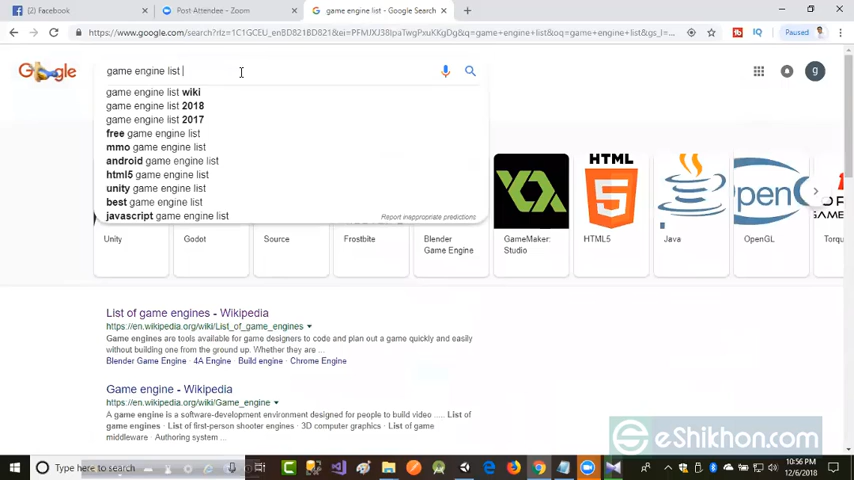 (2) Facebook
Post Attendee - Zoom
game engine list - Google Search
https://www.google.com/search?rlz=1C1GCEU_enBD821BD821&ei=PFMJXJ38IpaTwgPxuKKgDg&q=game+engine+list&oq=game+engine+list&gs_l=...
Paused
Google
game engine list
g
game engine list wiki
game engine list 2018
game engine list 2017
free game engine list
mmo game engine list
android game engine list
html5 game engine list
unity game engine list
best game engine list
javascript game engine list
Report inappropriate predictions
HTML
5
Java
Open
Unity
Godot
Source
Frostbite
Blender Game Engine
GameMaker: Studio
HTML5
Java
OpenGL
Torqu
List of game engines - Wikipedia
https://en.wikipedia.org/wiki/List_of_game_engines
Game engines are tools available for game designers to code and plan out a game quickly and easily
without building one from the ground up. Whether they are ...
Blender Game Engine · 4A Engine · Build engine · Chrome Engine
Game engine - Wikipedia
https://en.wikipedia.org/wiki/Game_engine
A game engine is a software-development environment designed for people to build video .... List of
game engines · List of first-person shooter engines · 3D computer graphics · List of game
middleware · Authoring system ...
eShikhon.com
Type here to search
10:56 PM
12/6/2018